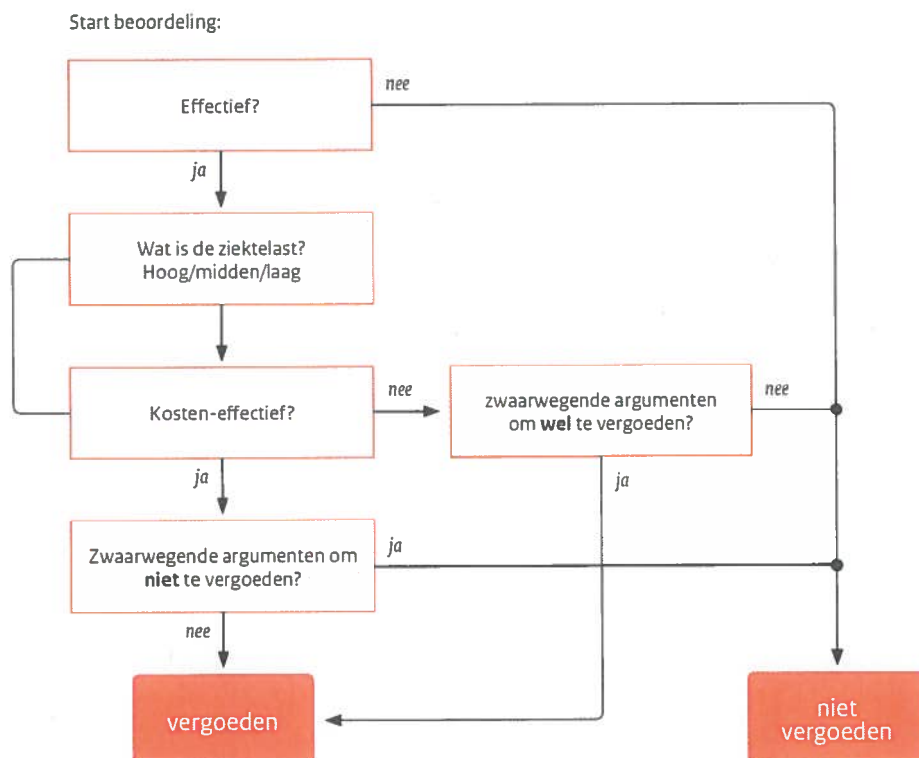 Start beoordeling:
Effectief?
nee
ja
Wat is de ziektelast?
Hoog/midden/laag
Kosten-effectief?
nee
zwaarwegende argumenten
om wel te vergoeden?
nee
ja
ja
Zwaarwegende argumenten om
niet te vergoeden?
ja
nee
vergoeden
niet
vergoeden